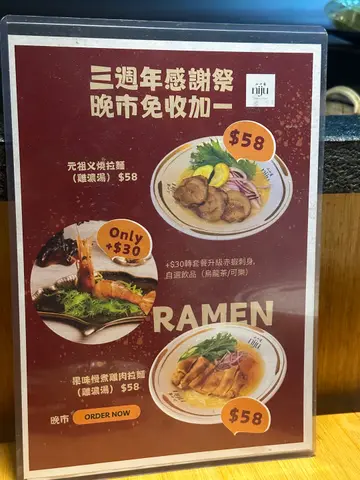 三週年感謝祭
晚市免收加一
niju
$58
元祖叉燒拉麵
（雞濃湯） $58
Only
+$30
+$30轉套餐升級赤蝦刺身,
自選飲品（烏龍茶/可樂）
RAMEN
風味慢煮雞肉拉麵
（雞濃湯） $58
晚市 ORDER NOW
$58